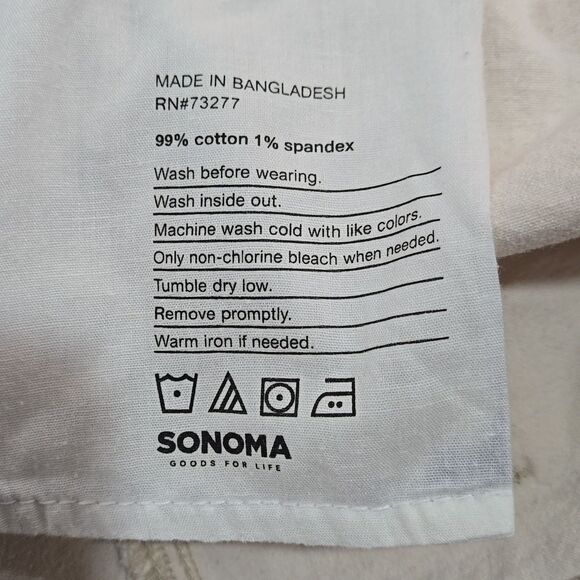 MADE IN BANGLADESH
RN#73277
99% cotton 1% spandex
Wash before wearing.
Wash inside out.
Machine wash cold with like colors.
Only non-chlorine bleach when needed.
Tumble dry low.
Remove promptly.
Warm iron if needed.
SONOMA
GOODS FOR LIFE